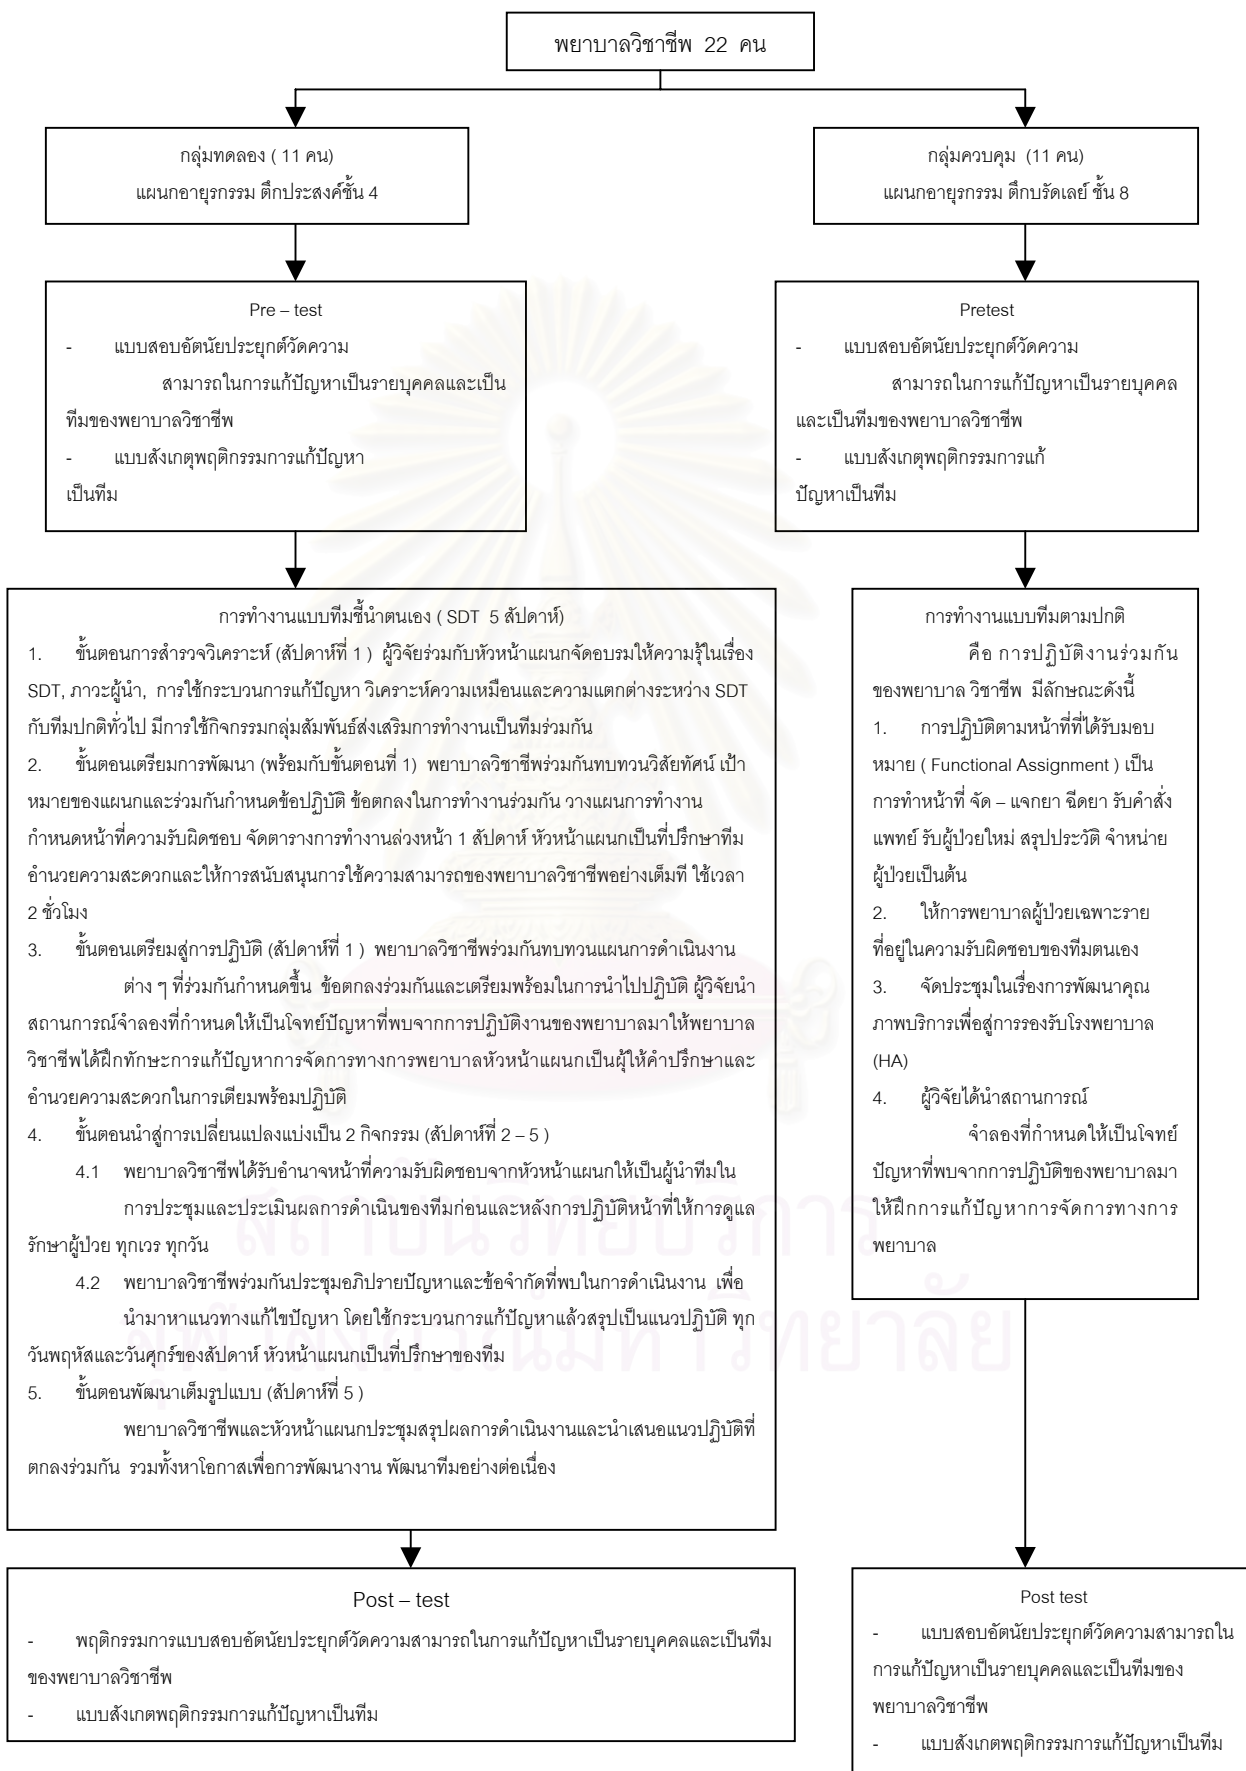 พยาบาลวิชาชีพ 22 คน
กลุ่มทดลอง ( 11 คน)
แผนกอายุรกรรม ตึกประสงค์ชั้น 4
กลุ่มควบคุม (11 คน)
แผนกอายุรกรรม ตึกบรัดเลย์ ชั้น 8
Pre – test
- แบบสอบอัตนัยประยุกต์วัดความ
สามารถในการแก้ปัญหาเป็นรายบุคคลและเป็น
ทีมของพยาบาลวิชาชีพ
- แบบสังเกตุพฤติกรรมการแก้ปัญหา
เป็นทีม
Pretest
- แบบสอบอัตนัยประยุกต์วัดความ
สามารถในการแก้ปัญหาเป็นรายบุคคล
และเป็นทีมของพยาบาลวิชาชีพ
- แบบสังเกตุพฤติกรรมการแก้
ปัญหาเป็นทีม
การทำงานแบบทีมชี้นำตนเอง ( SDT 5 สัปดาห์)
1. ขั้นตอนการสำรวจวิเคราะห์ (สัปดาห์ที่ 1 ) ผู้วิจัยร่วมกับหัวหน้าแผนกจัดอบรมให้ความรู้ในเรื่อง
SDT, ภาวะผู้นำ, การใช้กระบวนการแก้ปัญหา วิเคราะห์ความเหมือนและความแตกต่างระหว่าง SDT
กับทีมปกติทั่วไป มีการใช้กิจกรรมกลุ่มสัมพันธ์ส่งเสริมการทำงานเป็นทีมร่วมกัน
2. ขั้นตอนเตรียมการพัฒนา (พร้อมกับขั้นตอนที่ 1) พยาบาลวิชาชีพร่วมกันทบทวนวิสัยทัศน์ เป้า
หมายของแผนกและร่วมกันกำหนดข้อปฏิบัติ ข้อตกลงในการทำงานร่วมกัน วางแผนการทำงาน
กำหนดหน้าที่ความรับผิดชอบ จัดตารางการทำงานล่วงหน้า 1 สัปดาห์ หัวหน้าแผนกเป็นที่ปรึกษาทีม
อำนวยความสะดวกและให้การสนับสนุนการใช้ความสามารถของพยาบาลวิชาชีพอย่างเต็มที ใช้เวลา
2 ชั่วโมง
3. ขั้นตอนเตรียมสู่การปฏิบัติ (สัปดาห์ที่ 1 ) พยาบาลวิชาชีพร่วมกันทบทวนแผนการดำเนินงาน
ต่าง ๆ ที่ร่วมกันกำหนดขึ้น ข้อตกลงร่วมกันและเตรียมพร้อมในการนำไปปฏิบัติ ผู้วิจัยนำ
สถานการณ์จำลองที่กำหนดให้เป็นโจทย์ปัญหาที่พบจากการปฏิบัติงานของพยาบาลมาให้พยาบาล
วิชาชีพได้ฝึกทักษะการแก้ปัญหาการจัดการทางการพยาบาลหัวหน้าแผนกเป็นผู้ให้คำปรึกษาและ
อำนวยความสะดวกในการเตียมพร้อมปฏิบัติ
4. ขั้นตอนนำสู่การเปลี่ยนแปลงแบ่งเป็น 2 กิจกรรม (สัปดาห์ที่ 2 – 5 )
4.1 พยาบาลวิชาชีพได้รับอำนาจหน้าที่ความรับผิดชอบจากหัวหน้าแผนกให้เป็นผู้นำทีมใน
การประชุมและประเมินผลการดำเนินของทีมก่อนและหลังการปฏิบัติหน้าที่ให้การดูแล
รักษาผู้ป่วย ทุกเวร ทุกวัน
4.2 พยาบาลวิชาชีพร่วมกันประชุมอภิปรายปัญหาและข้อจำกัดที่พบในการดำเนินงาน เพื่อ
นำมาหาแนวทางแก้ไขปัญหา โดยใช้กระบวนการแก้ปัญหาแล้วสรุปเป็นแนวปฏิบัติ ทุก
วันพฤหัสและวันศุกร์ของสัปดาห์ หัวหน้าแผนกเป็นที่ปรึกษาของทีม
5. ขั้นตอนพัฒนาเต็มรูปแบบ (สัปดาห์ที่ 5 )
พยาบาลวิชาชีพและหัวหน้าแผนกประชุมสรุปผลการดำเนินงานและนำเสนอแนวปฏิบัติที่
ตกลงร่วมกัน รวมทั้งหาโอกาสเพื่อการพัฒนางาน พัฒนาทีมอย่างต่อเนื่อง
การทำงานแบบทีมตามปกติ
คือ การปฏิบัติงานร่วมกัน
ของพยาบาล วิชาชีพ มีลักษณะดังนี้
1. การปฏิบัติตามหน้าที่ที่ได้รับมอบ
หมาย ( Functional Assignment ) เป็น
การทำหน้าที่ จัด – แจกยา ฉีดยา รับคำสั่ง
แพทย์ รับผู้ป่วยใหม่ สรุปประวัติ จำหน่าย
ผู้ป่วยเป็นต้น
2. ให้การพยาบาลผู้ป่วยเฉพาะราย
ที่อยู่ในความรับผิดชอบของทีมตนเอง
3. จัดประชุมในเรื่องการพัฒนาคุณ
ภาพบริการเพื่อสู่การรองรับโรงพยาบาล
(HA)
4. ผู้วิจัยได้นำสถานการณ์
จำลองที่กำหนดให้เป็นโจทย์
ปัญหาที่พบจากการปฏิบัติของพยาบาลมา
ให้ฝึกการแก้ปัญหาการจัดการทางการ
พยาบาล
สถาบันวิทยบริการ
จุฬาลงกรณ์มหาวิทยาลัย
Post – test
- พฤติกรรมการแบบสอบอัตนัยประยุกต์วัดความสามารถในการแก้ปัญหาเป็นรายบุคคลและเป็นทีม
ของพยาบาลวิชาชีพ
- แบบสังเกตพฤติกรรมการแก้ปัญหาเป็นทีม
Post test
- แบบสอบอัตนัยประยุกต์วัดความสามารถใน
การแก้ปัญหาเป็นรายบุคคลและเป็นทีมของ
พยาบาลวิชาชีพ
- แบบสังเกตพฤติกรรมการแก้ปัญหาเป็นทีม